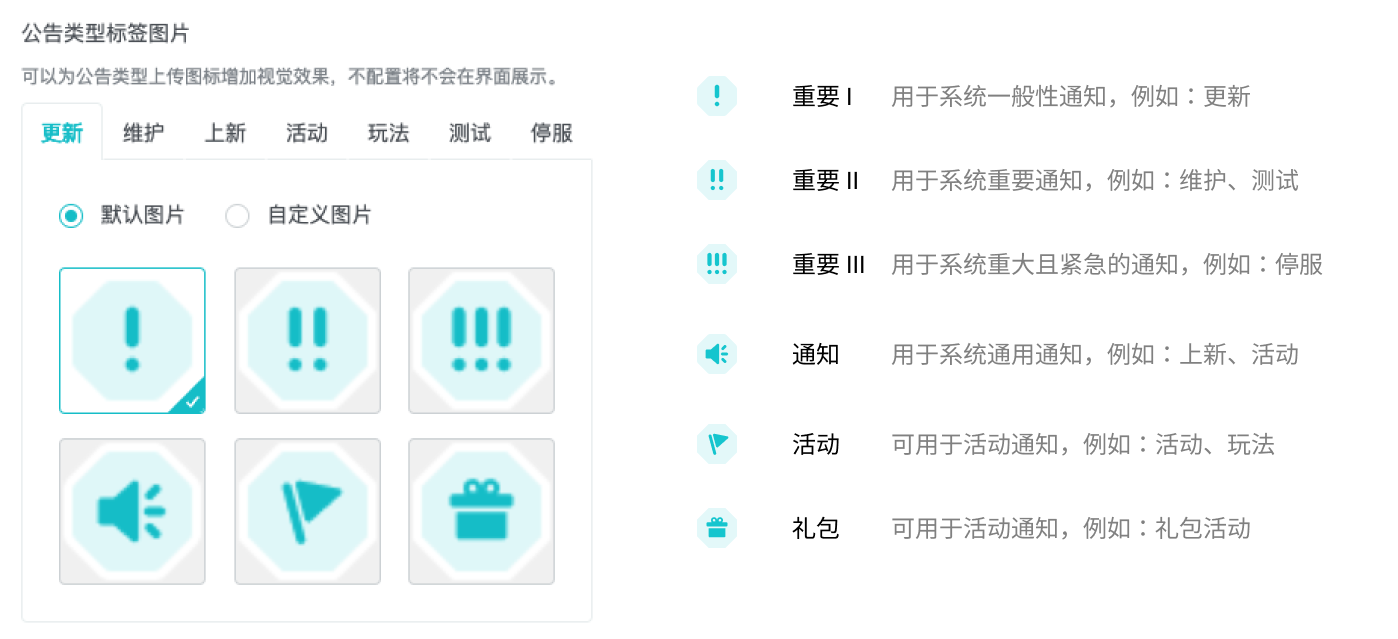 公告类型标签图片
可以为公告类型上传图标增加视觉效果，不配置将不会在界面展示。
更新 维护 上新 活动 玩法 测试 停服
默认图片 自定义图片
重要 I 用于系统一般性通知，例如：更新
重要 II 用于系统重要通知，例如：维护、测试
重要 III 用于系统重大且紧急的通知，例如：停服
通知 用于系统通用通知，例如：上新、活动
活动 可用于活动通知，例如：活动、玩法
礼包 可用于活动通知，例如：礼包活动